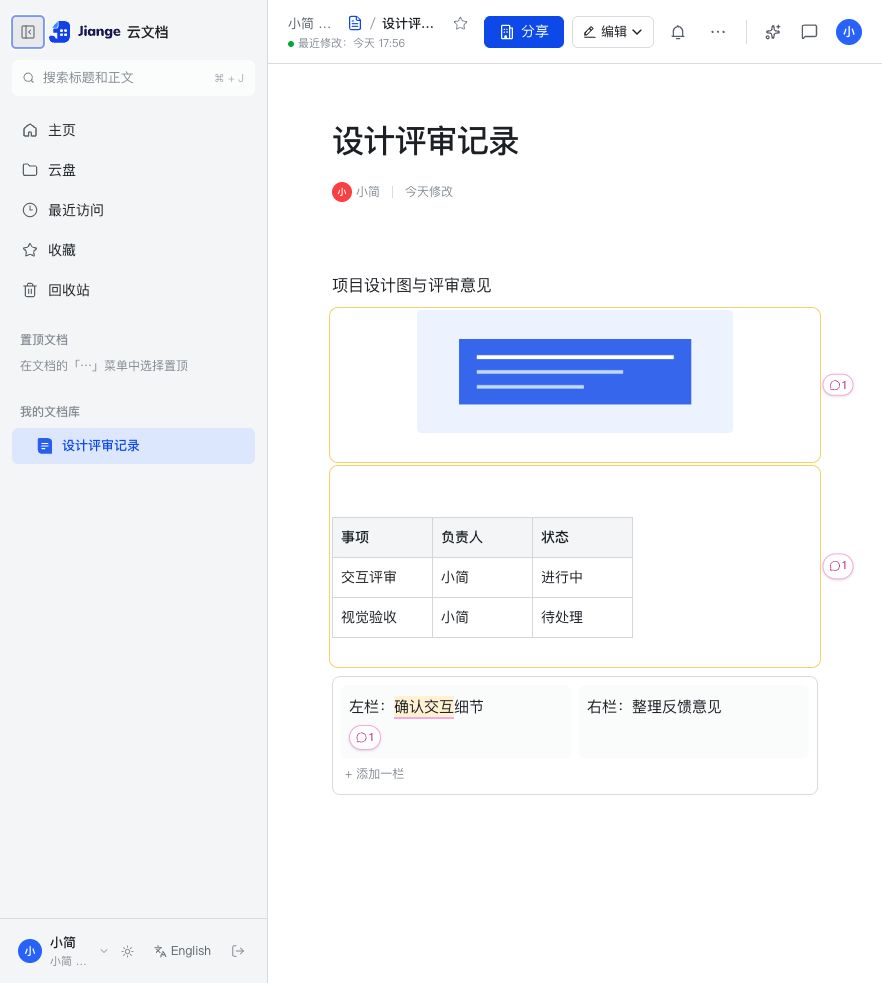 Jiange 云文档
搜索标题和正文 ⌘ + J
主页
云盘
最近访问
收藏
回收站
置顶文档
在文档的「…」菜单中选择置顶
我的文档库
设计评审记录
小 小简
小简 ...
English
小简 ... / 设计评...
最近修改：今天 17:56
分享
编辑
小
设计评审记录
小 小简 | 今天修改
项目设计图与评审意见
1
事项 负责人 状态
交互评审 小简 进行中
视觉验收 小简 待处理
1
左栏：确认交互细节
1
右栏：整理反馈意见
+ 添加一栏